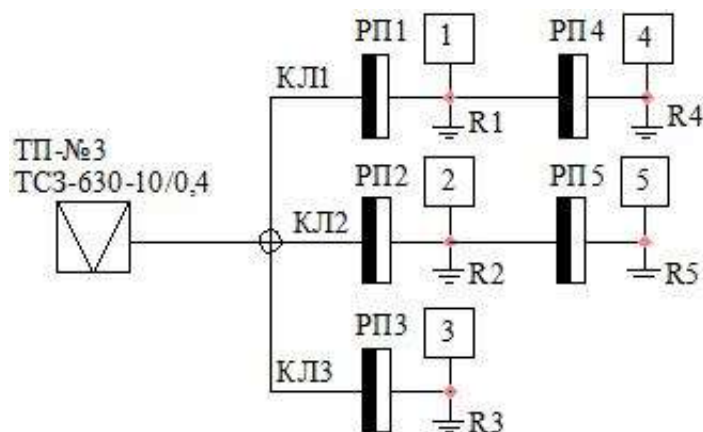 РП1
1
РП4
4
КЛ1
R1
R4
ТП-№3
ТСЗ-630-10/0,4
РП2
2
РП5
5
КЛ2
R2
R5
РП3
3
КЛ3
R3